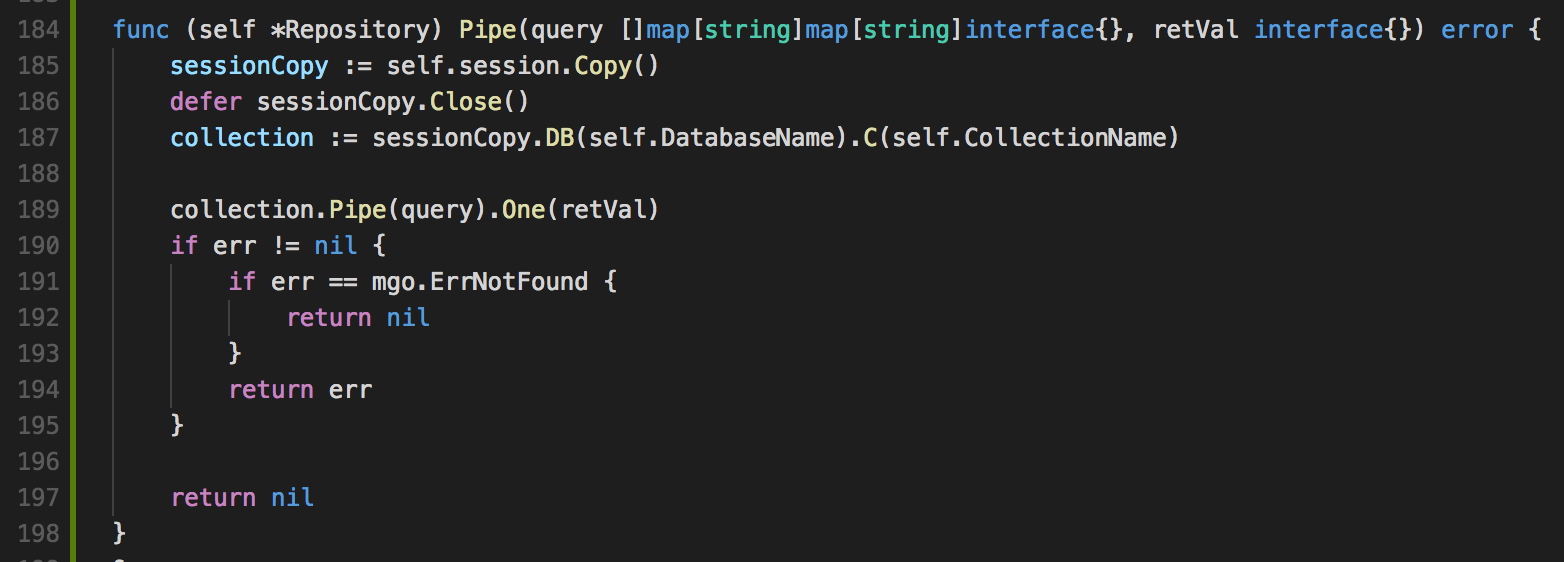 184 func (self *Repository) Pipe(query []map[string]map[string]interface{}, retVal interface{}) error {
185 sessionCopy := self.session.Copy()
186 defer sessionCopy.Close()
187 collection := sessionCopy.DB(self.DatabaseName).C(self.CollectionName)
188
189 collection.Pipe(query).One(retVal)
190 if err != nil {
191 if err == mgo.ErrNotFound {
192 return nil
193 }
194 return err
195 }
196
197 return nil
198 }